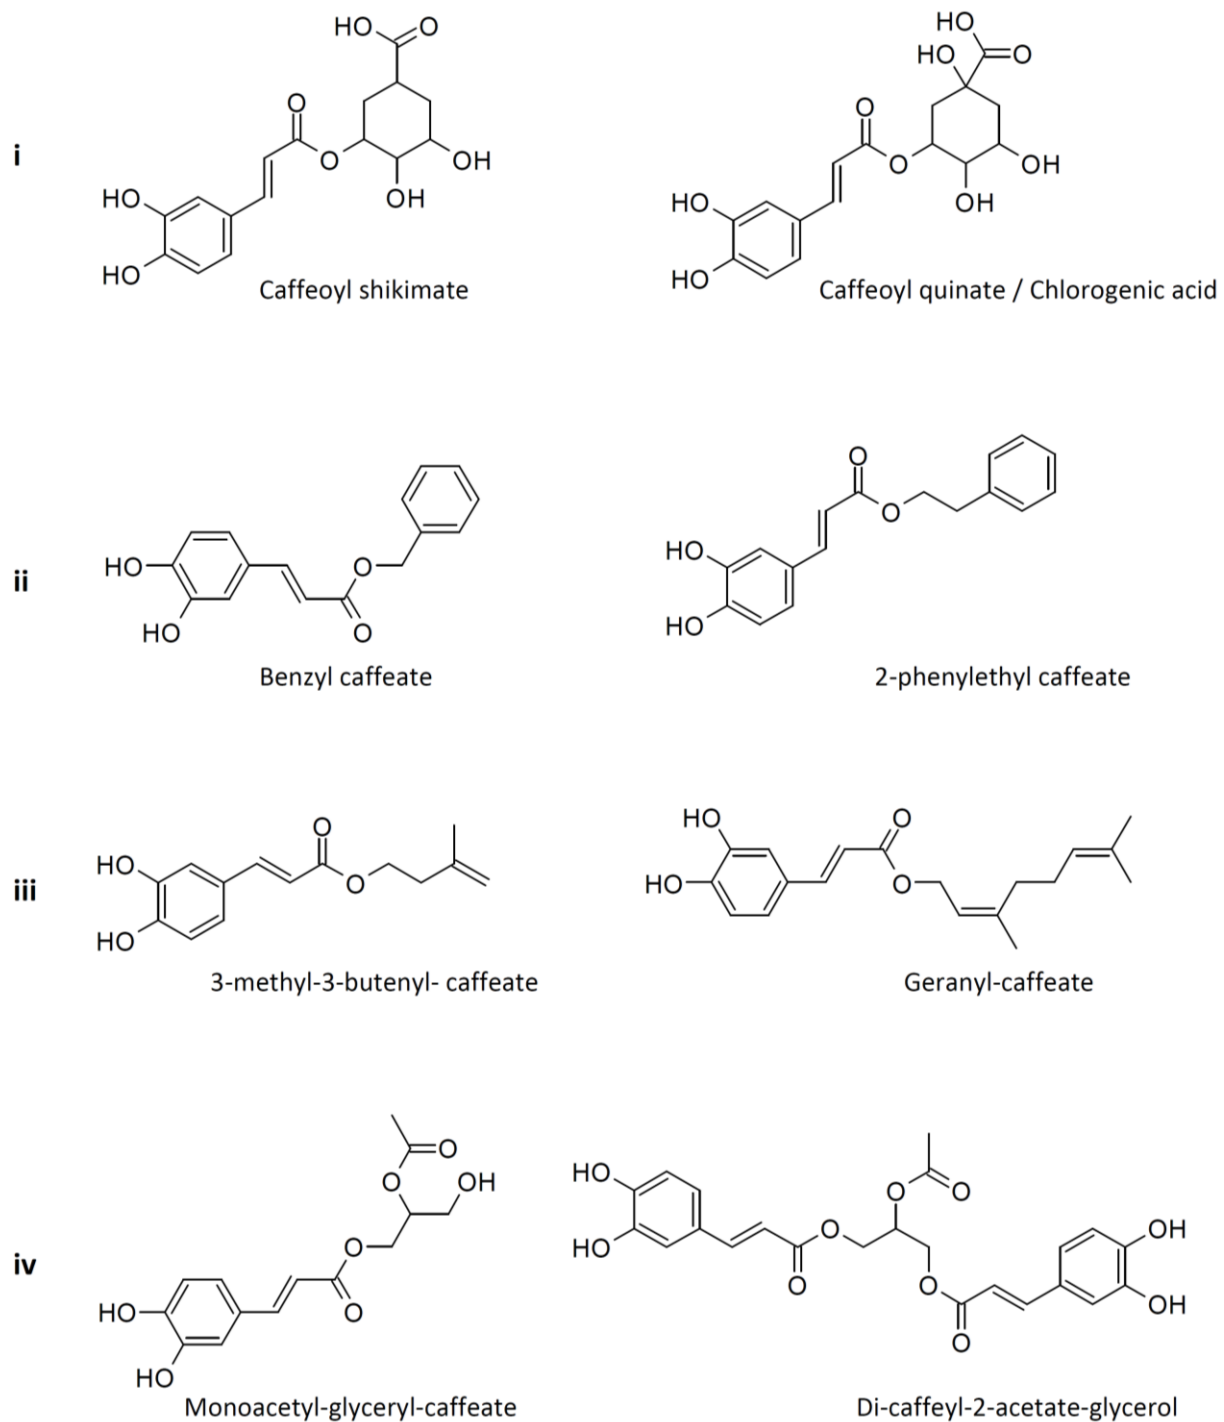 HO O
O
O OH
OH
HO
HO
i
Caffeoyl shikimate
HO
HO O
O
O OH
OH
HO
HO
Caffeoyl quinate / Chlorogenic acid
ii
HO
HO
O
O
Benzyl caffeate
O
O
HO
HO
2-phenylethyl caffeate
iii
O
HO
O
HO
3-methyl-3-butenyl- caffeate
HO O
HO O
Geranyl-caffeate
iv
O
O OH
O
HO O
HO
Monoacetyl-glyceryl-caffeate
HO
O O
HO O
O
OH
O
OH
O
Di-caffeyl-2-acetate-glycerol